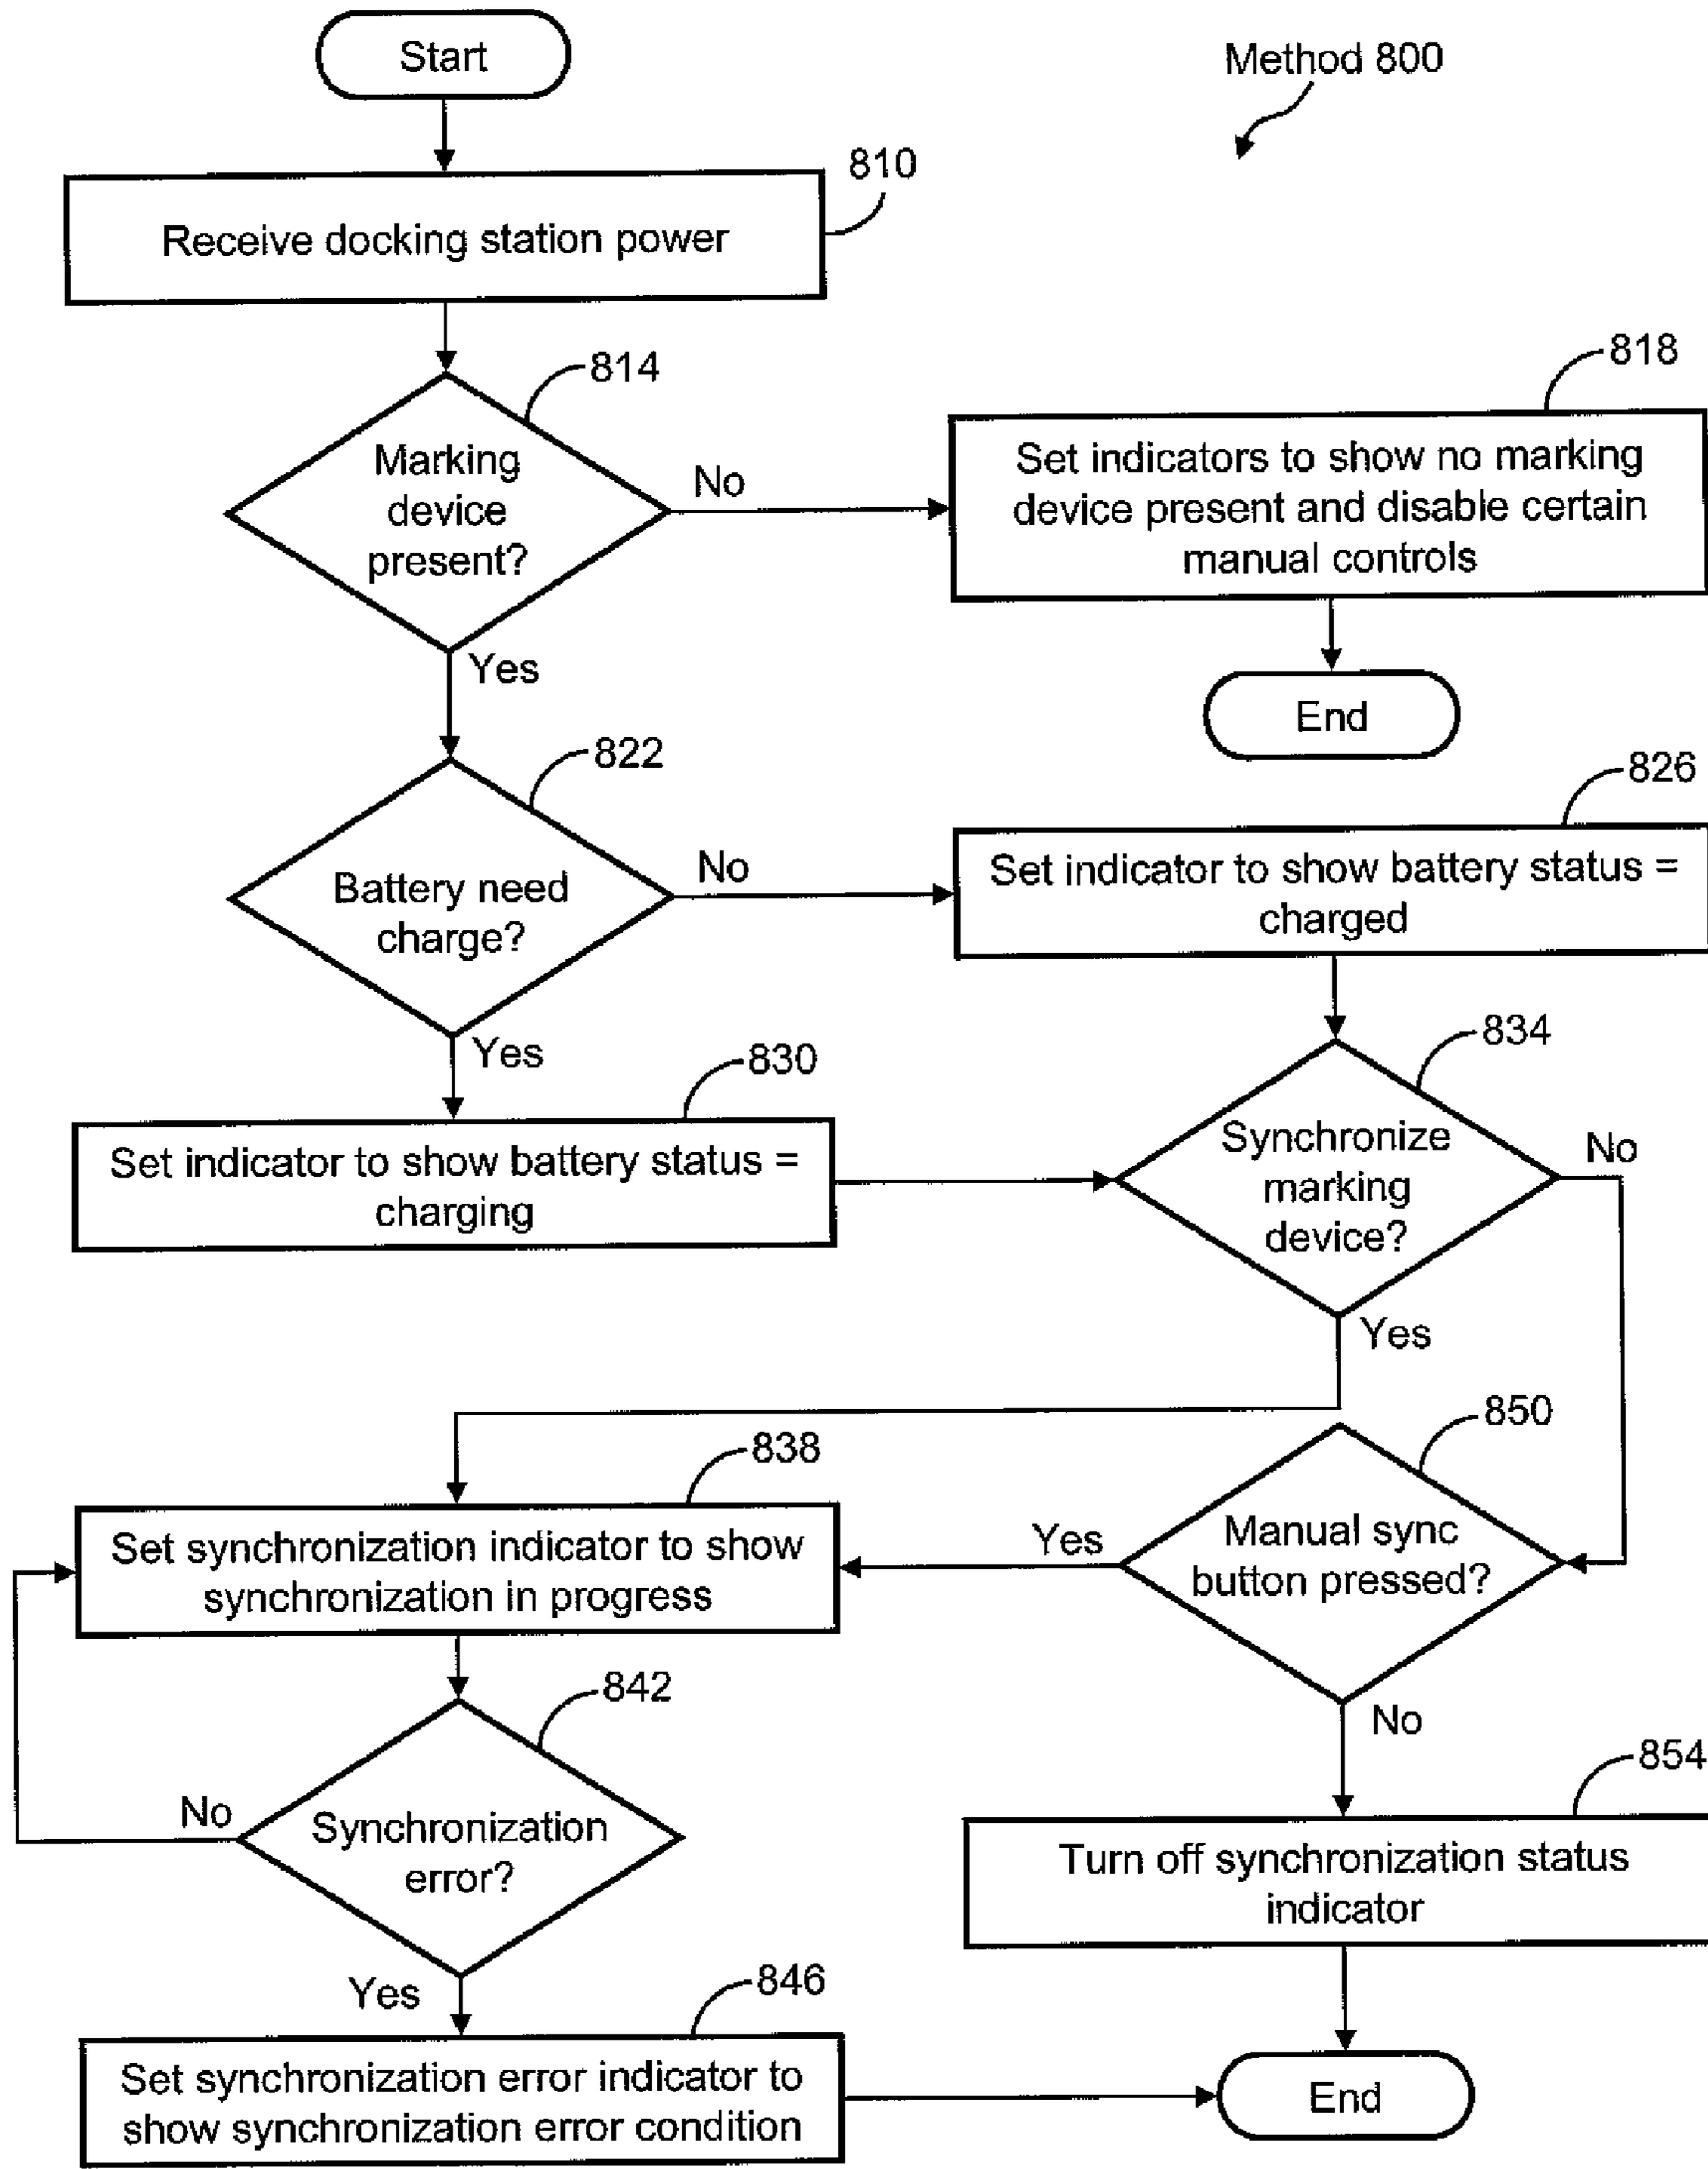 Start
Method 800
810
Receive docking station power
814
818
Marking
device
present?
No
Set indicators to show no marking
device present and disable certain
manual controls
Yes
End
822
826
Battery need
charge?
No
Set indicator to show battery status =
charged
Yes
830
834
Set indicator to show battery status =
charging
Synchronize
marking
device?
No
Yes
838
850
Set synchronization indicator to show
synchronization in progress
Yes
Manual sync
button pressed?
842
No
854
No
Synchronization
error?
Turn off synchronization status
indicator
Yes
846
Set synchronization error indicator to
show synchronization error condition
End